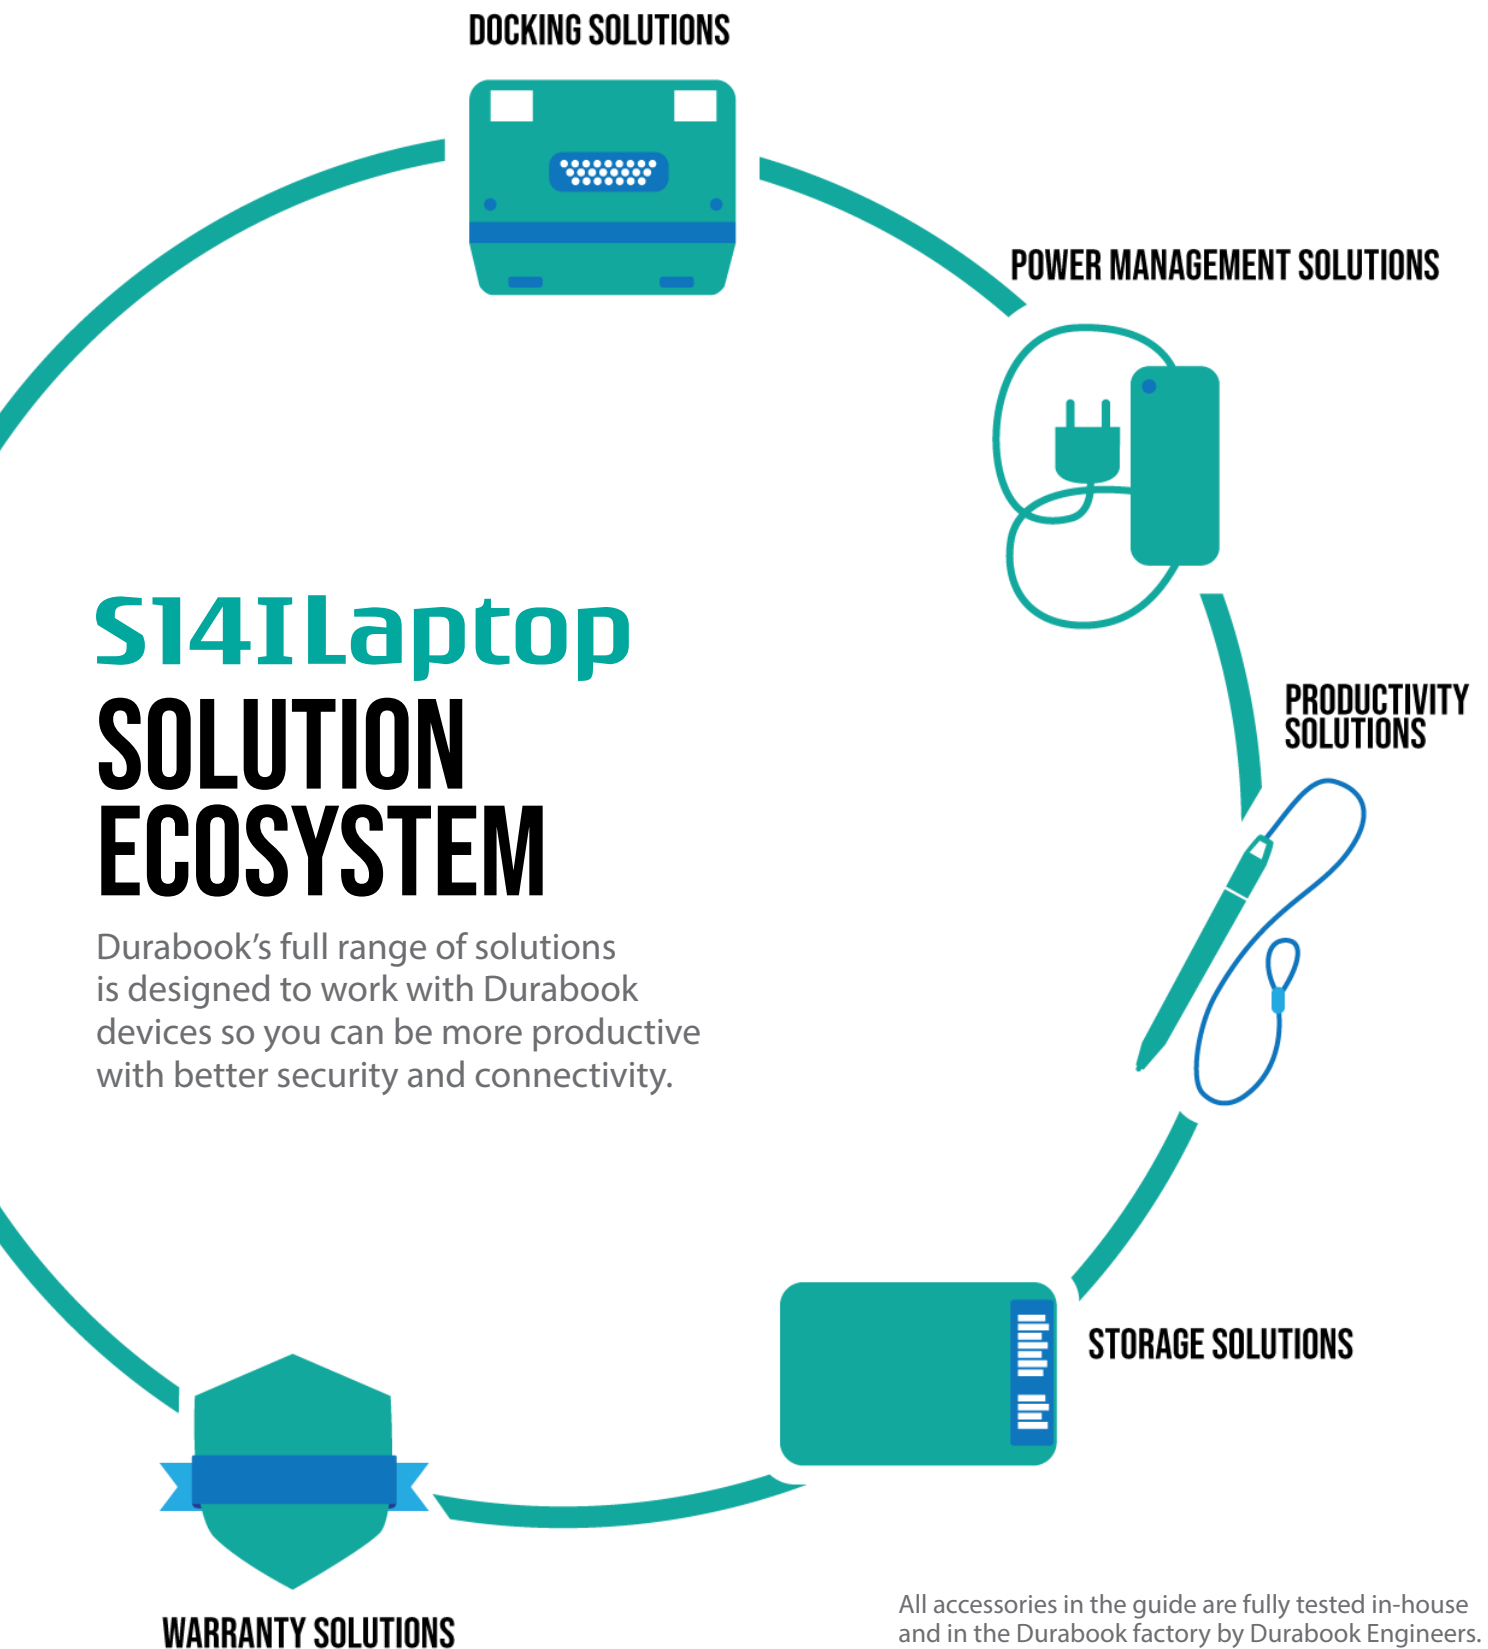 DOCKING SOLUTIONS
POWER MANAGEMENT SOLUTIONS
S14I Laptop
SOLUTION
ECOSYSTEM
Durabook’s full range of solutions
is designed to work with Durabook
devices so you can be more productive
with better security and connectivity.
PRODUCTIVITY
SOLUTIONS
STORAGE SOLUTIONS
WARRANTY SOLUTIONS
All accessories in the guide are fully tested in-house
and in the Durabook factory by Durabook Engineers.